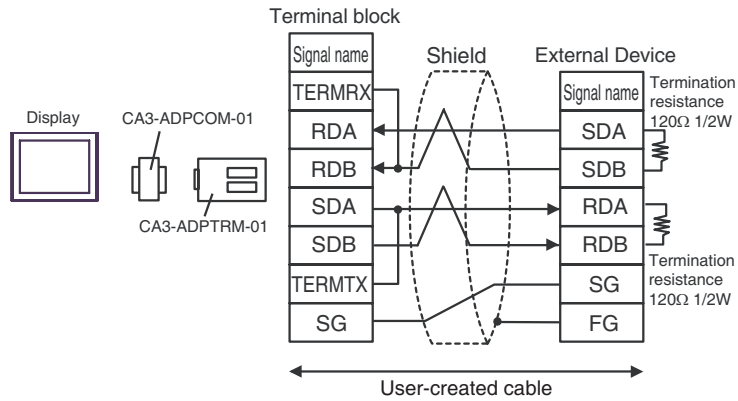 Terminal block
Signal name
TERMRX
RDA
RDB
SDA
SDB
TERMTX
SG
Shield
External Device
Signal name
SDA
SDB
RDA
RDB
SG
FG
Termination
resistance
120Ω 1/2W
Termination
resistance
120Ω 1/2W
Display
CA3-ADPCOM-01
CA3-ADPTRM-01
User-created cable